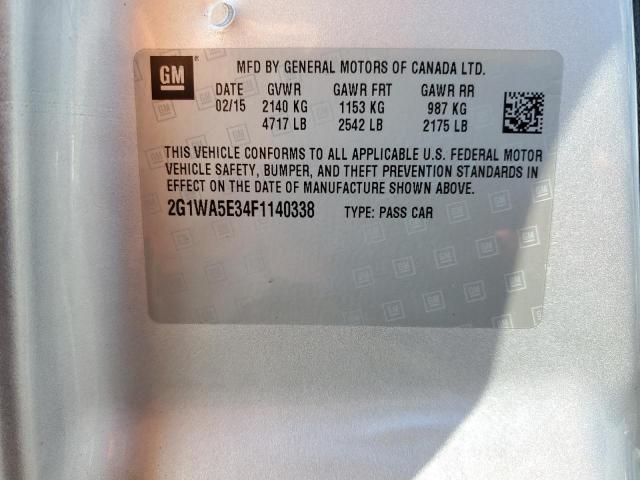 GM
MFD BY GENERAL MOTORS OF CANADA LTD.
DATE GVWR GAWR FRT GAWR RR
02/15 2140 KG 1153 KG 987 KG
4717 LB 2542 LB 2175 LB
THIS VEHICLE CONFORMS TO ALL APPLICABLE U.S. FEDERAL MOTOR
VEHICLE SAFETY, BUMPER, AND THEFT PREVENTION STANDARDS
IN EFFECT ON THE DATE OF MANUFACTURE SHOWN ABOVE.
2G1WA5E34F1140338 TYPE: PASS CAR